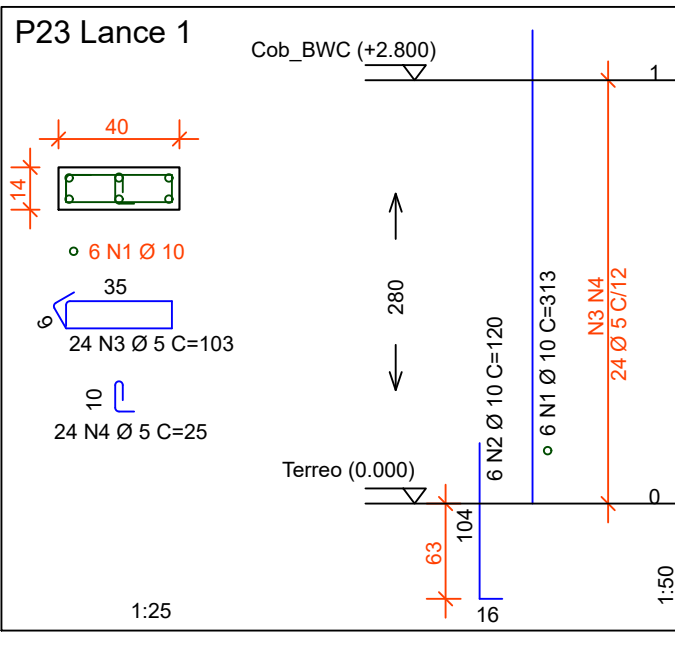 P23 Lance 1
Cob_BWC (+2.800)
1
40
14
6 N1 Ø 10
35
9
24 N3 Ø 5 C=103
10
24 N4 Ø 5 C=25
280
6 N2 Ø 10 C=120
6 N1 Ø 10 C=313
N3 N4
24 Ø 5 C/12
Terreo (0.000)
0
63
104
16
1:25
1:50